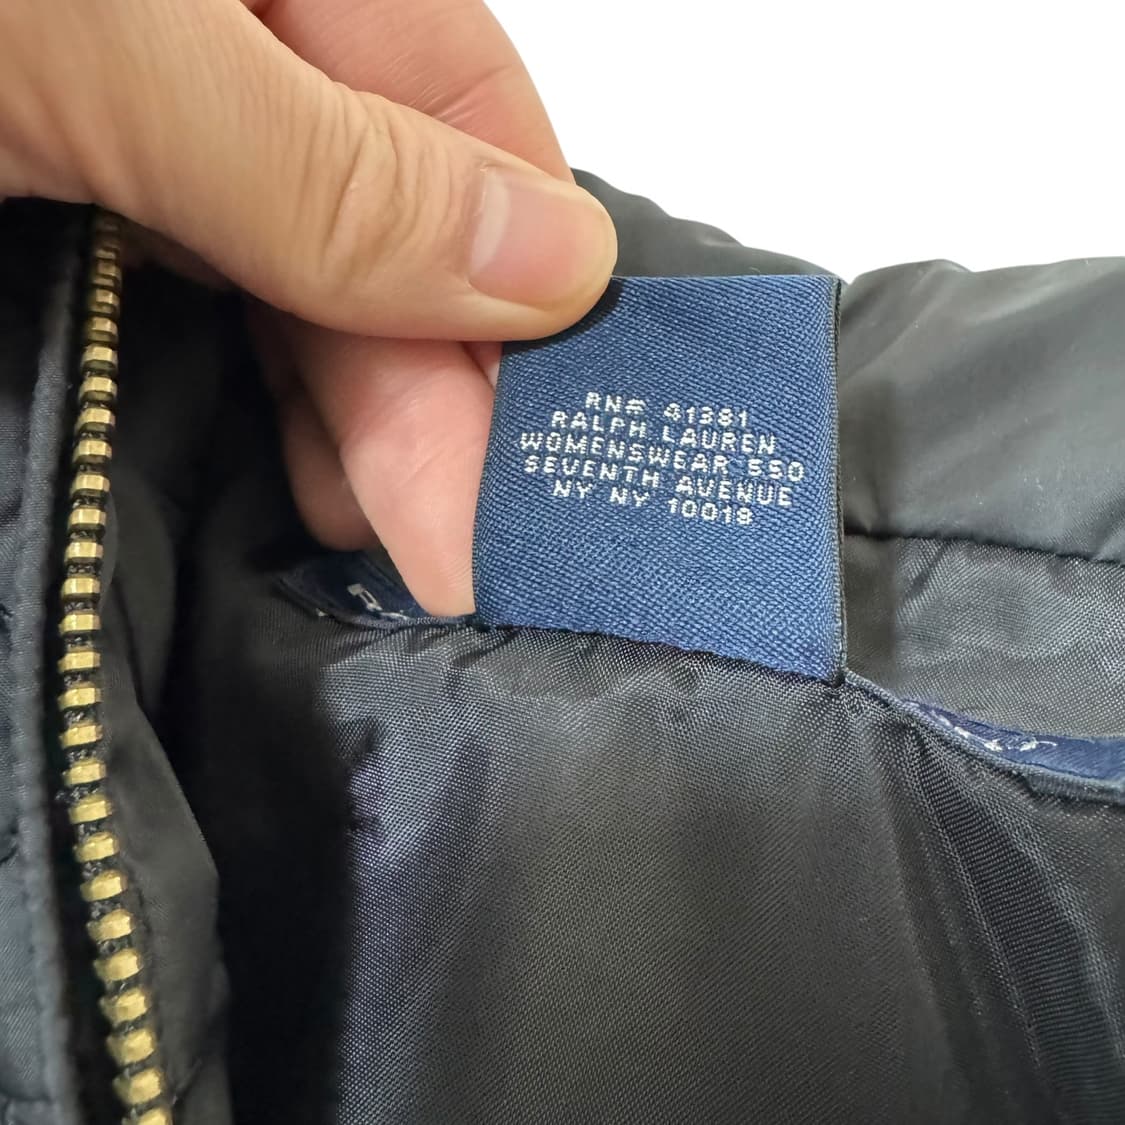 RN# 41381
RALPH LAUREN
WOMENSWEAR 550
SEVENTH AVENUE
NY NY 10018